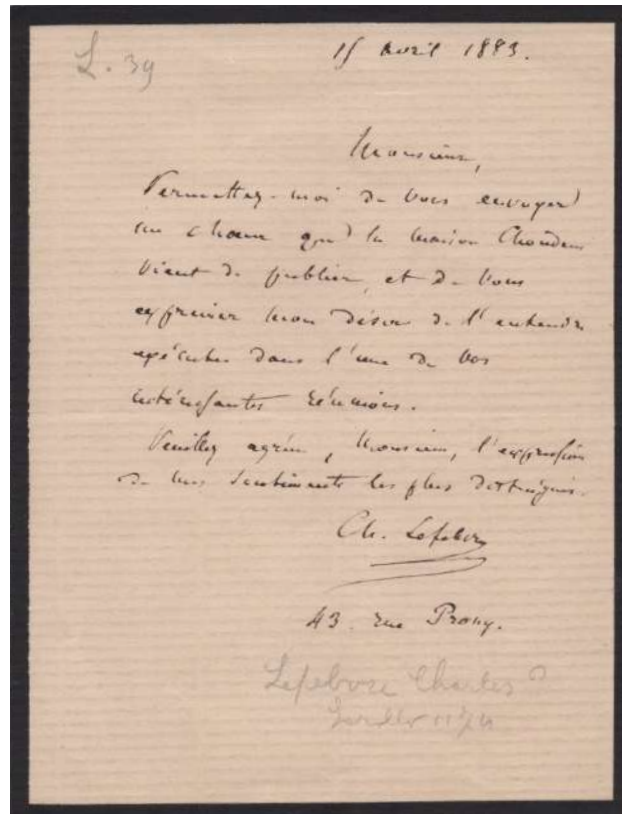 L. 39
15 avril 1883.
Monsieur,
Permettez-moi de vous envoyer
un chœur que la maison Choudens
vient de publier, et de vous
exprimer mon désir de l'entendre
exécuter dans l'une de vos
intéressantes réunions.
Veuillez agréer, Monsieur, l'expression
de mes sentiments les plus distingués.
Ch. Lefebvre
43. rue Prony.
Lefebvre Charles